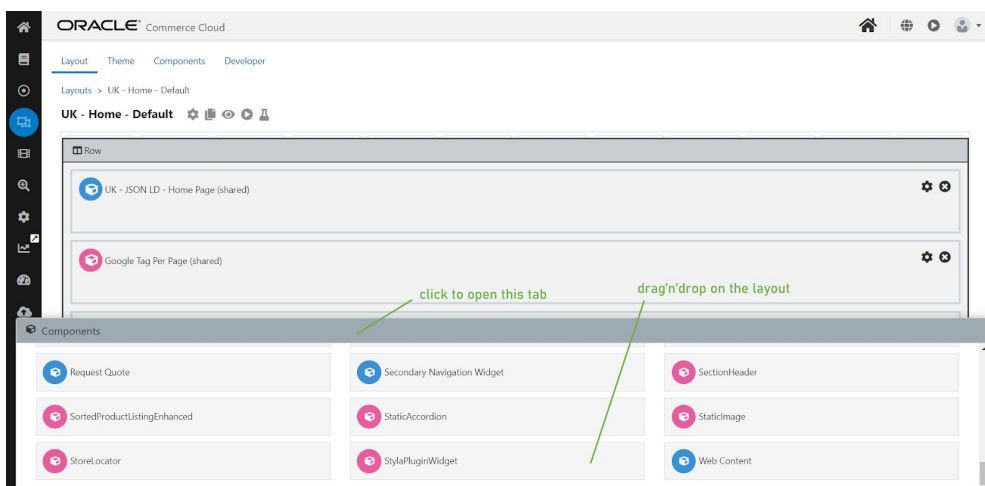 ORACLE Commerce Cloud
Layout Theme Components Developer
Layouts > UK - Home - Default
UK - Home - Default
Row
UK - JSON LD - Home Page (shared)
Google Tag Per Page (shared)
click to open this tab
drag'n'drop on the layout
Components
Request Quote
Secondary Navigation Widget
SectionHeader
SortedProductListingEnhanced
StaticAccordion
StaticImage
StoreLocator
StylaPluginWidget
Web Content